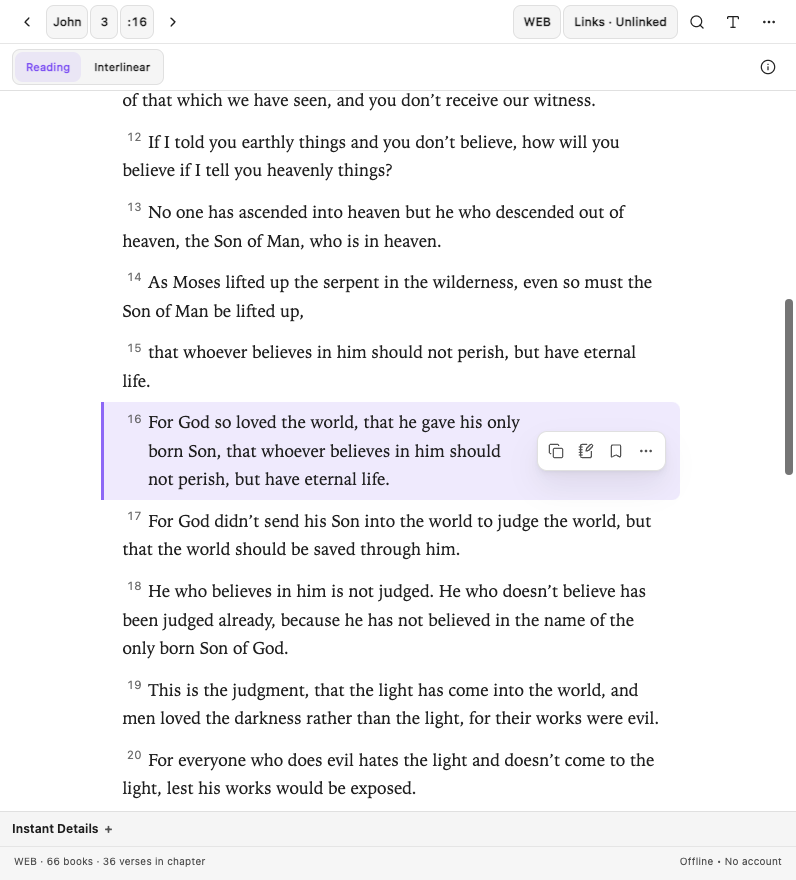 John 3 :16 WEB Links · Unlinked
Reading Interlinear
of that which we have seen, and you don’t receive our witness.
12 If I told you earthly things and you don’t believe, how will you
believe if I tell you heavenly things?
13 No one has ascended into heaven but he who descended out of
heaven, the Son of Man, who is in heaven.
14 As Moses lifted up the serpent in the wilderness, even so must the
Son of Man be lifted up,
15 that whoever believes in him should not perish, but have eternal
life.
16 For God so loved the world, that he gave his only
born Son, that whoever believes in him should
not perish, but have eternal life.
17 For God didn’t send his Son into the world to judge the world, but
that the world should be saved through him.
18 He who believes in him is not judged. He who doesn’t believe has
been judged already, because he has not believed in the name of the
only born Son of God.
19 This is the judgment, that the light has come into the world, and
men loved the darkness rather than the light, for their works were evil.
20 For everyone who does evil hates the light and doesn’t come to the
light, lest his works would be exposed.
Instant Details +
WEB · 66 books · 36 verses in chapter Offline • No account